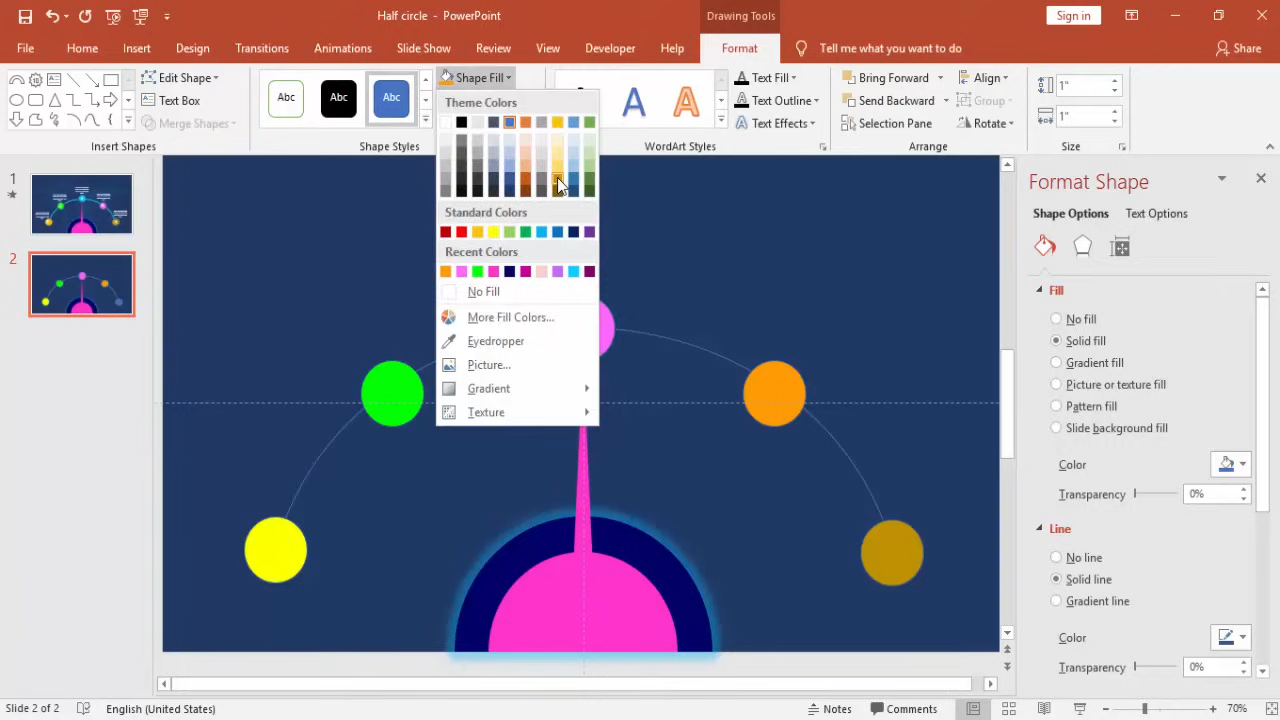 Half circle - PowerPoint
Drawing Tools
Sign in
File Home Insert Design Transitions Animations Slide Show Review View Developer Help Format Tell me what you want to do Share
Edit Shape
Text Box
Merge Shapes
Insert Shapes
Abc Abc Abc
Shape Styles
Shape Fill
A A
Text Fill
Text Outline
Text Effects
WordArt Styles
Bring Forward
Send Backward
Selection Pane
Align
Group
Rotate
Arrange
1"
1"
Size
Theme Colors
Standard Colors
Recent Colors
No Fill
More Fill Colors...
Eyedropper
Picture...
Gradient
Texture
1
2
Format Shape
Shape Options Text Options
Fill
No fill
Solid fill
Gradient fill
Picture or texture fill
Pattern fill
Slide background fill
Color
Transparency 0%
Line
No line
Solid line
Gradient line
Color
Transparency 0%
Slide 2 of 2 English (United States) Notes Comments 70%